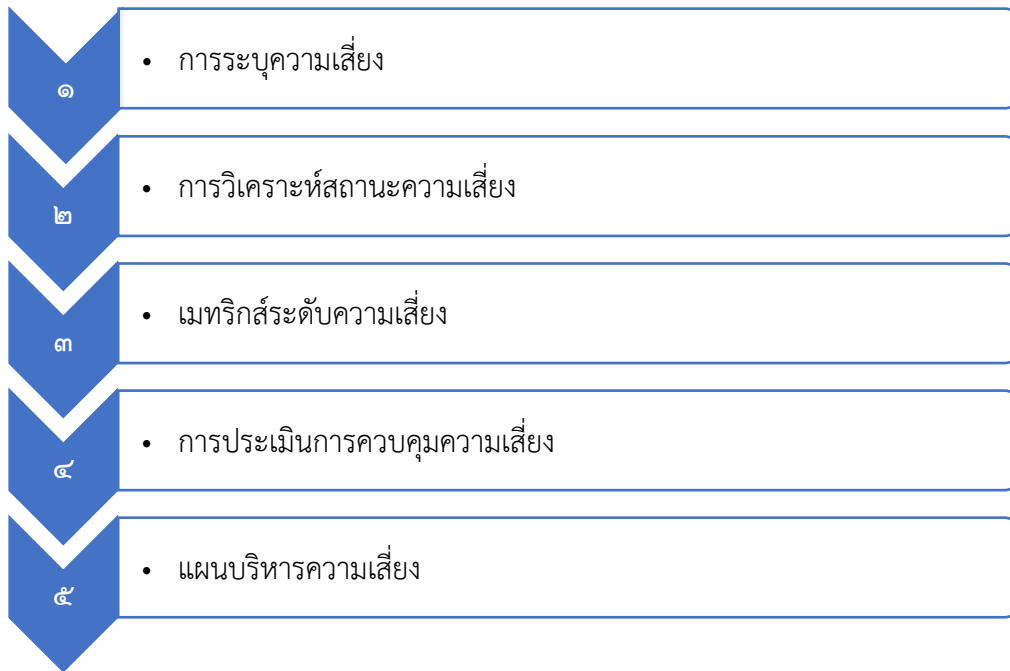 ๑
• การระบุความเสี่ยง
๒
• การวิเคราะห์สถานะความเสี่ยง
๓
• เมทริกส์ระดับความเสี่ยง
๔
• การประเมินการควบคุมความเสี่ยง
๕
• แผนบริหารความเสี่ยง